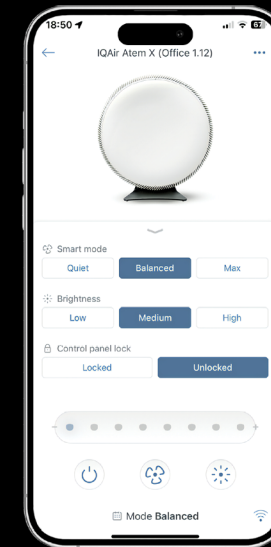 18:50
67
IQAir Atem X (Office 1.12)
Smart mode
Quiet Balanced Max
Brightness
Low Medium High
Control panel lock
Locked Unlocked
Mode Balanced